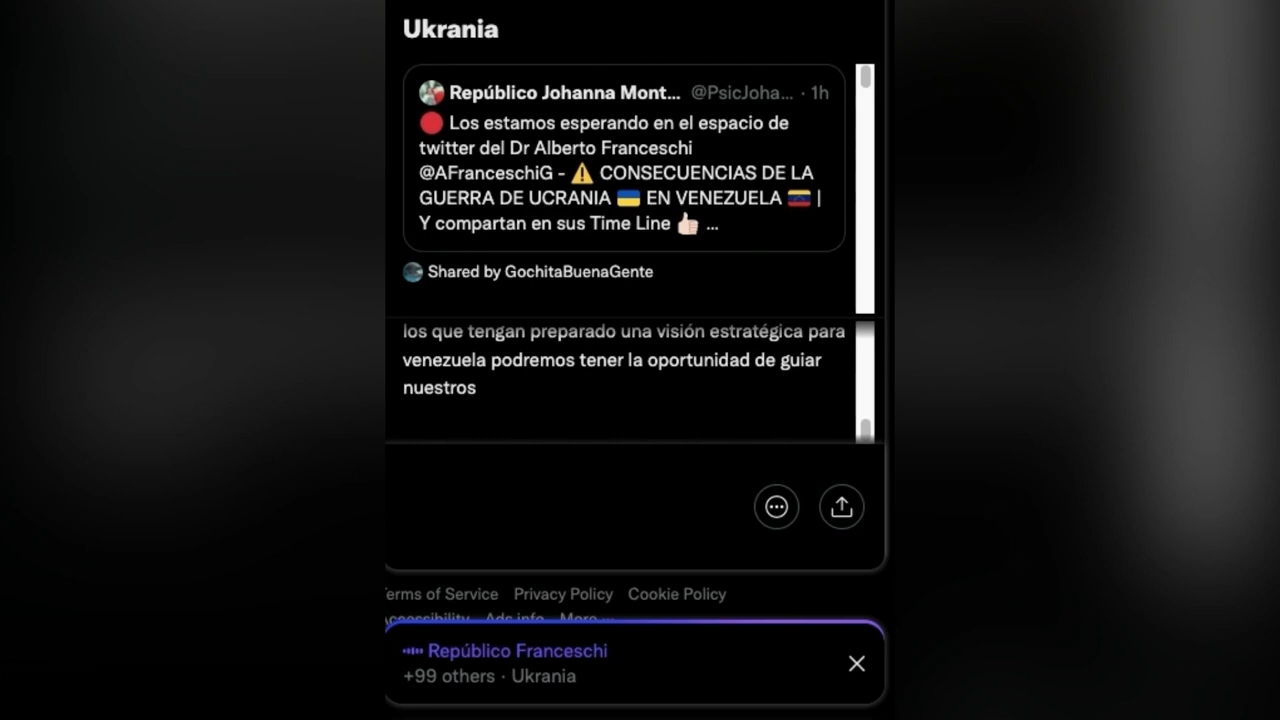 Ukrania
Repúblico Johanna Mont... @PsicJoha... · 1h
🔴 Los estamos esperando en el espacio de
twitter del Dr Alberto Franceschi
@AFranceschiG - ⚠️ CONSECUENCIAS DE LA
GUERRA DE UCRANIA 🇺🇦 EN VENEZUELA 🇻🇪 |
Y compartan en sus Time Line 👍🏻 ...
Shared by GochitaBuenaGente
los que tengan preparado una visión estratégica para
venezuela podremos tener la oportunidad de guiar
nuestros
Terms of Service Privacy Policy Cookie Policy
Accessibility Ads info More ...
Repúblico Franceschi
+99 others · Ukrania